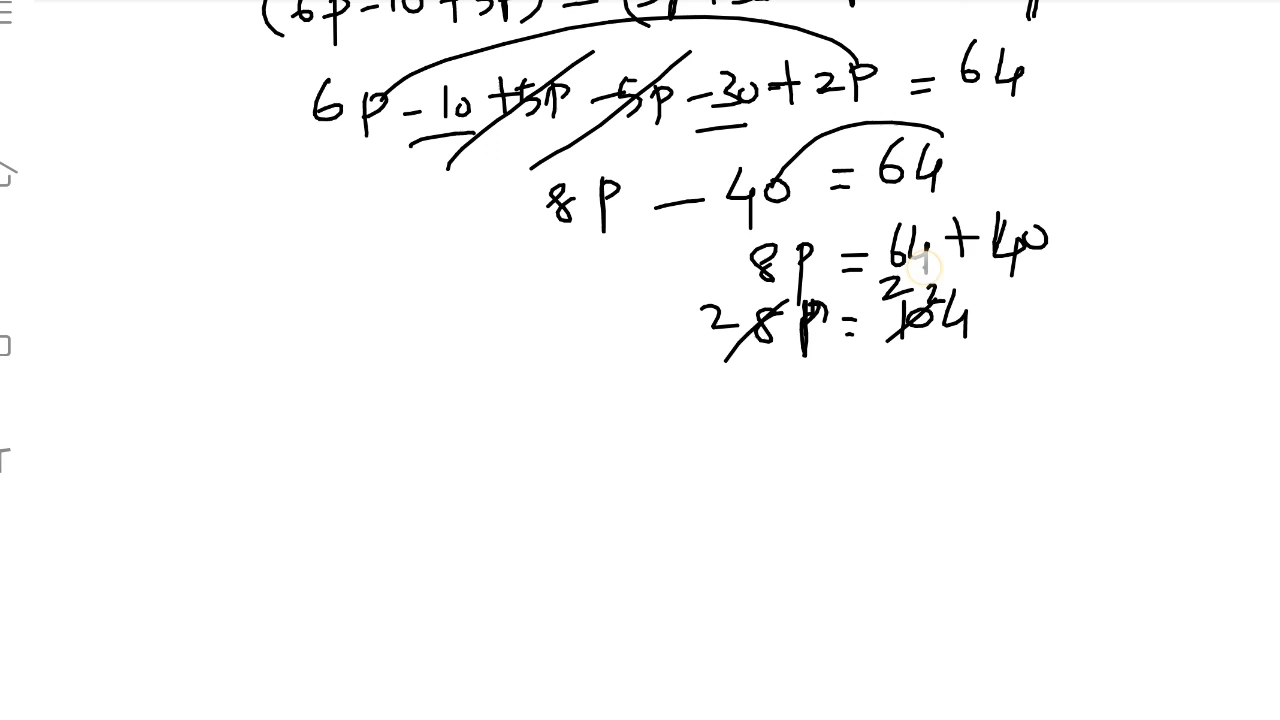 6p - 10 + 5p - 5p - 30 + 2p = 64
8p - 40 = 64
8p = 64 + 40
2 8p = 104